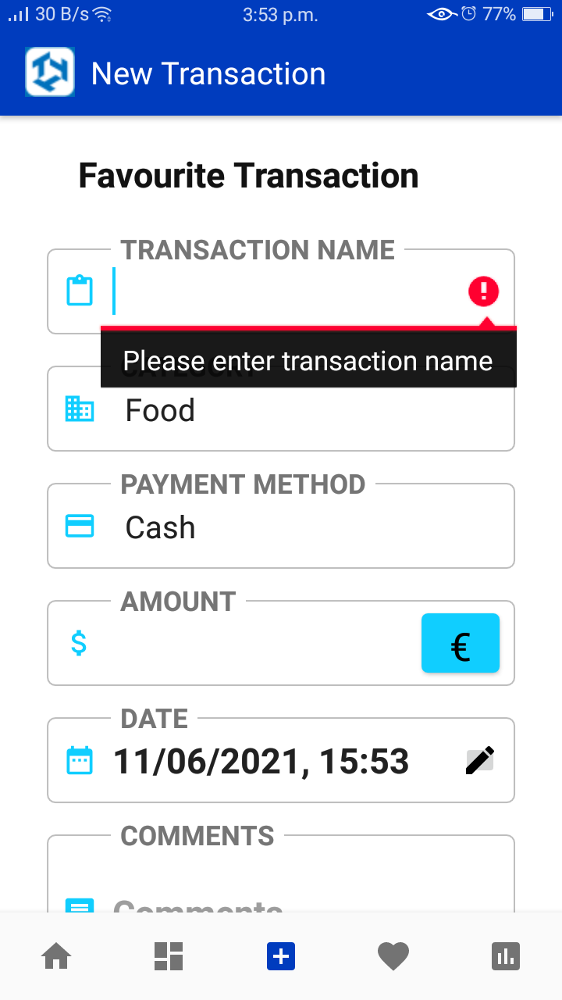 30 B/s 3:53 p.m. 77%
New Transaction
Favourite Transaction
TRANSACTION NAME
Please enter transaction name
CATEGORY
Food
PAYMENT METHOD
Cash
AMOUNT
$ €
DATE
11/06/2021, 15:53
COMMENTS
Comments